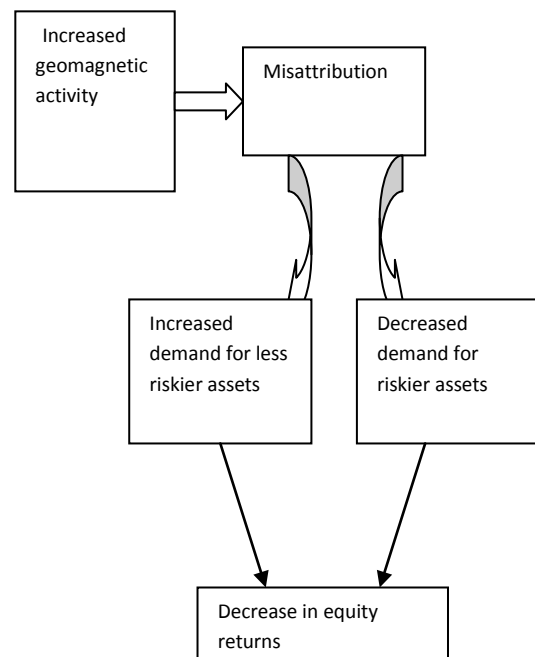 Increased
geomagnetic
activity
Misattribution
Increased
demand for less
riskier assets
Decreased
demand for
riskier assets
Decrease in equity
returns